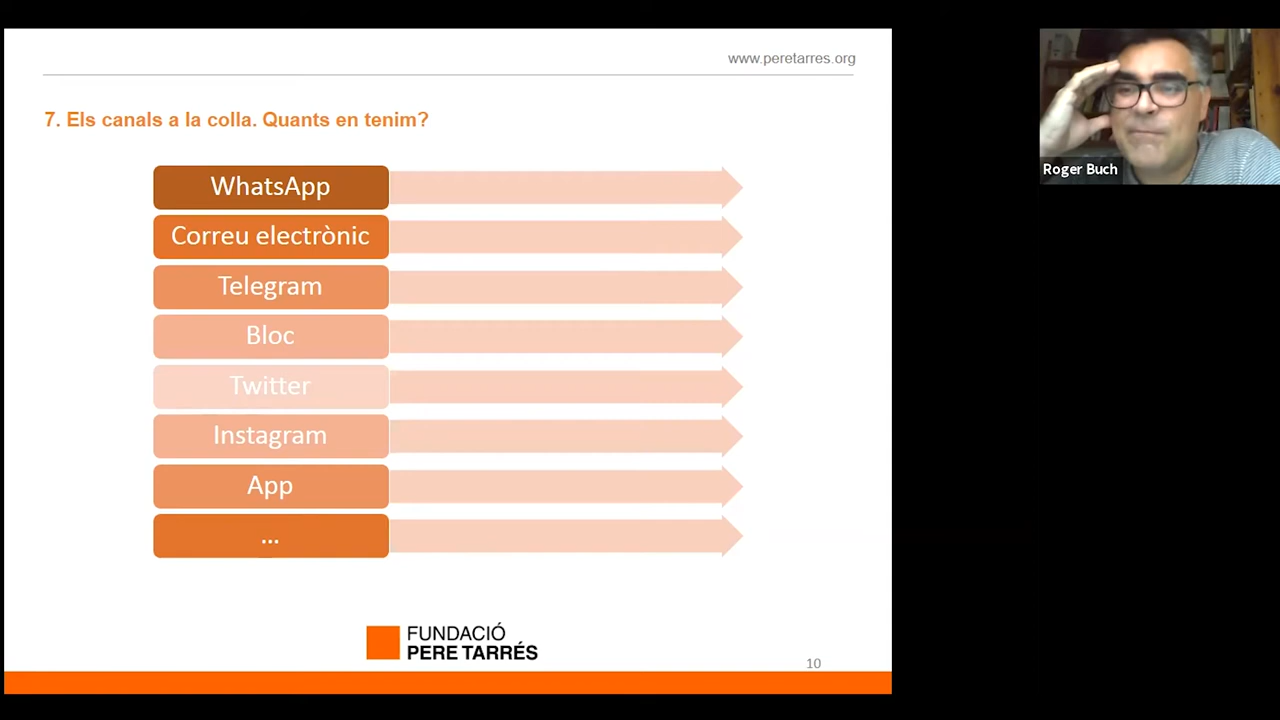 www.peretarres.org
7. Els canals a la colla. Quants en tenim?
WhatsApp
Correu electrònic
Telegram
Bloc
Twitter
Instagram
App
...
FUNDACIÓ
PERE TARRÉS
10
Roger Buch